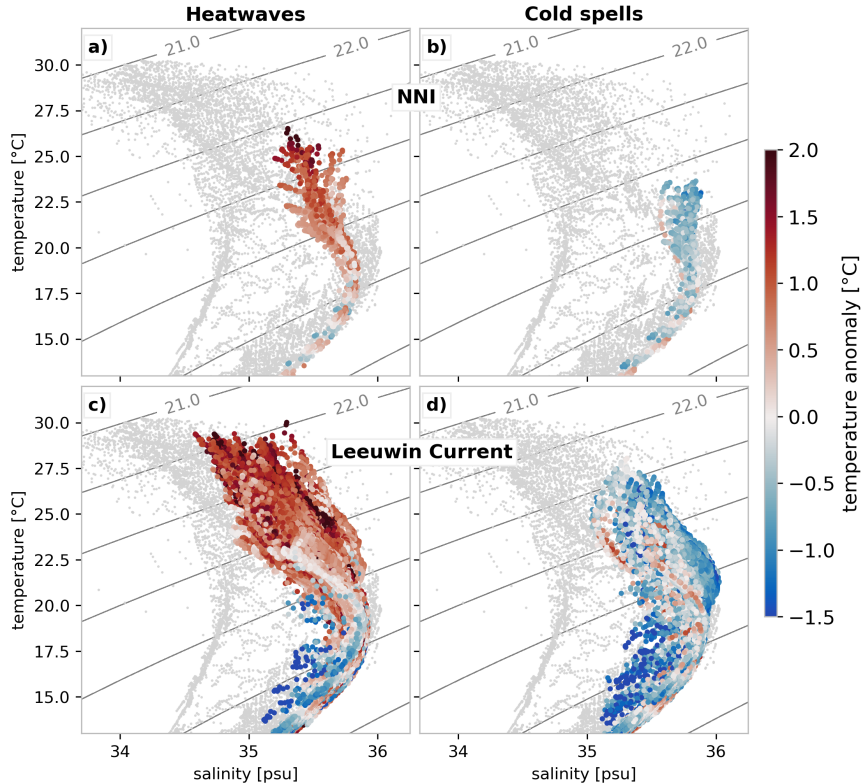 Heatwaves
Cold spells
a)
21.0
22.0
b)
21.0
22.0
NNI
30.0
27.5
25.0
22.5
20.0
17.5
15.0
temperature [°C]
c)
21.0
22.0
d)
21.0
22.0
Leeuwin Current
30.0
27.5
25.0
22.5
20.0
17.5
15.0
temperature [°C]
34
35
36
34
35
36
salinity [psu]
salinity [psu]
2.0
1.5
1.0
0.5
0.0
−0.5
−1.0
−1.5
temperature anomaly [°C]